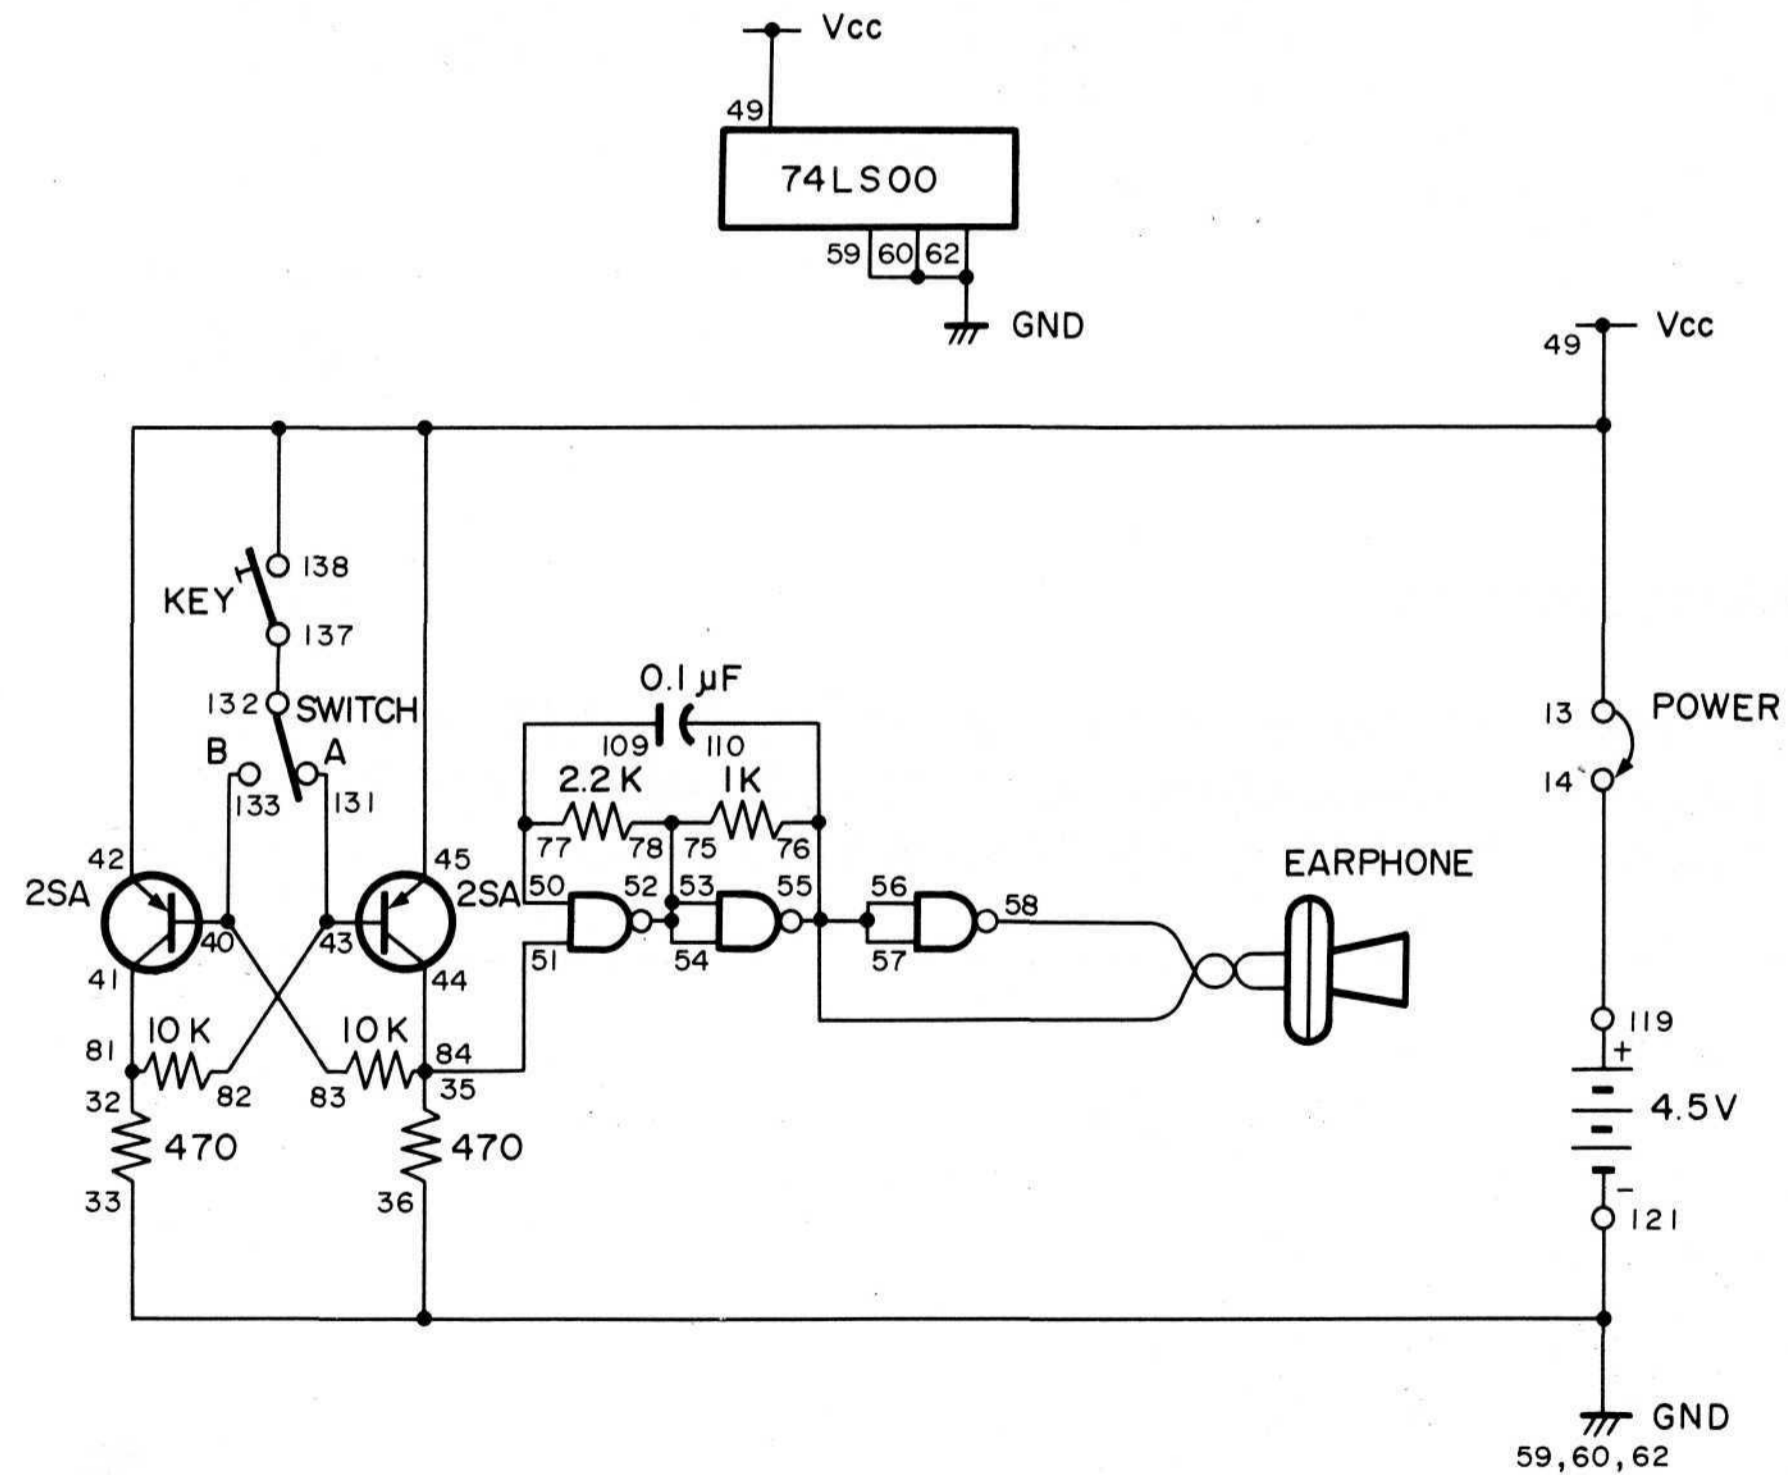 Vcc
49
74LS00
59 60 62
GND
Vcc
49
138
KEY
137
132 SWITCH
B A
133 131
13 POWER
14
0.1 µF
109 110
2.2K 1K
77 78 75 76
42 45
2SA 2SA
50 52 53 55 56 58
EARPHONE
40 43
51 54 57
41 44
10K 10K
81 84
82 83 35
32
470 470
33 36
119
+
4.5V
-
121
GND
59,60,62